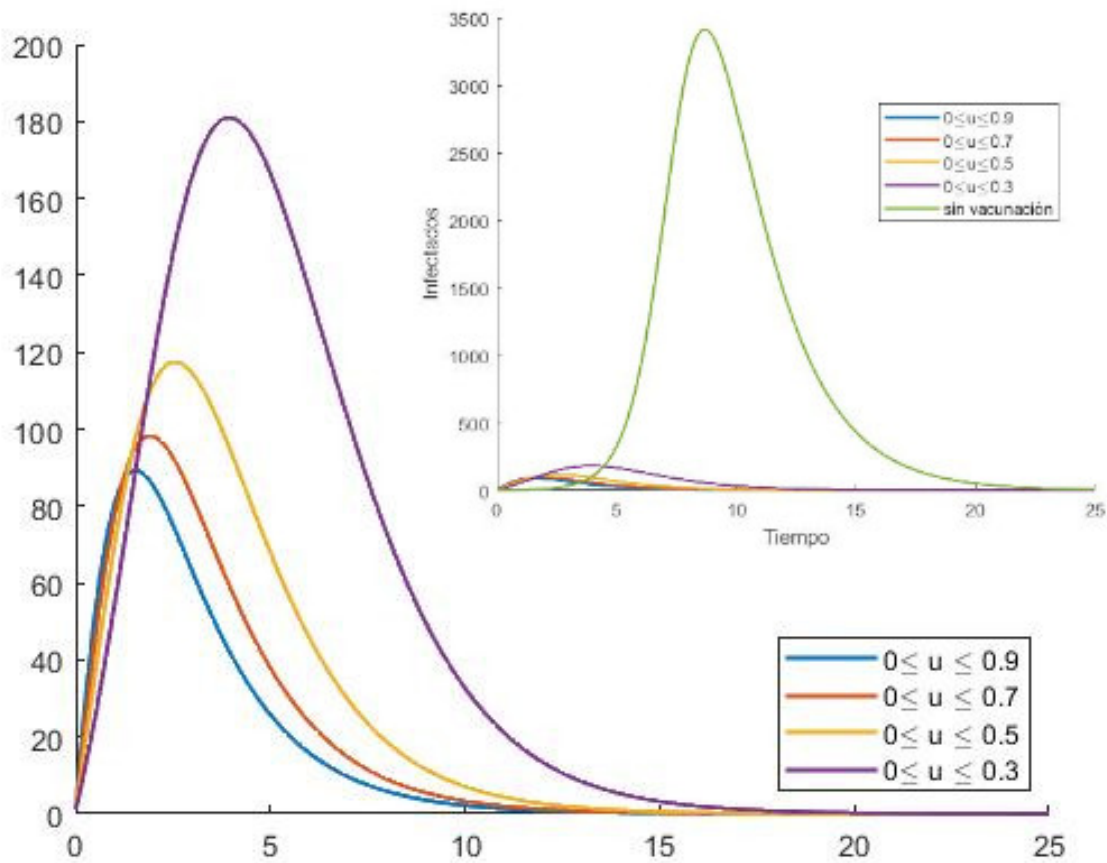 200
180
160
140
120
100
80
60
40
20
0
0 5 10 15 20 25
0≤ u ≤ 0.9
0≤ u ≤ 0.7
0≤ u ≤ 0.5
0≤ u ≤ 0.3
3500
3000
2500
2000
1500
1000
500
0
Infectados
0 5 10 15 20 25
Tiempo
0≤u≤0.9
0≤u≤0.7
0≤u≤0.5
0≤u≤0.3
sin vacunación